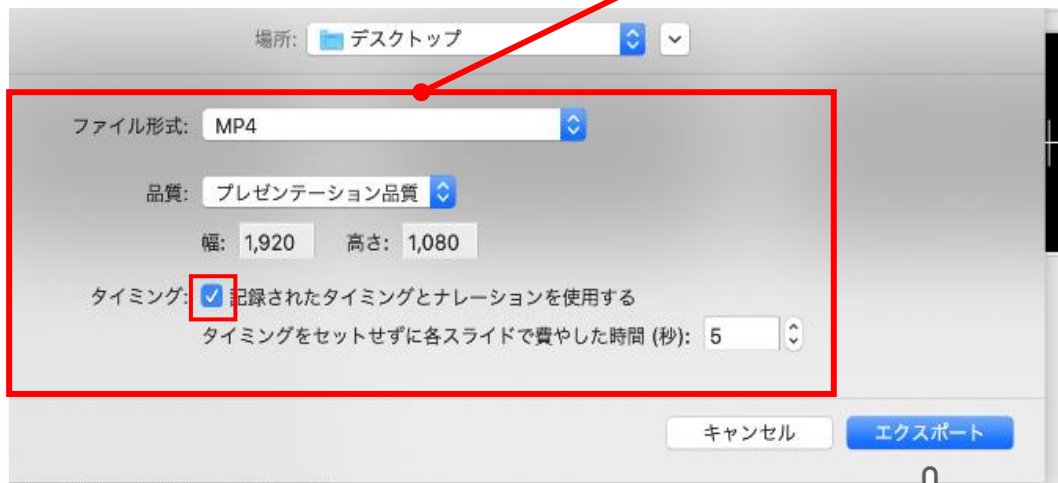 場所: デスクトップ
ファイル形式: MP4
品質: プレゼンテーション品質
幅: 1,920 高さ: 1,080
タイミング: 記録されたタイミングとナレーションを使用する
タイミングをセットせずに各スライドで費やした時間 (秒): 5
キャンセル エクスポート